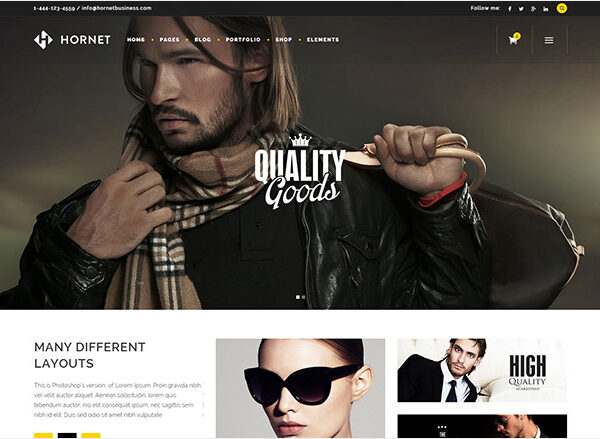 1-444-123-4559 / info@hornetbusiness.com
Follow me:
HORNET
HOME PAGES BLOG PORTFOLIO SHOP ELEMENTS
QUALITY
Goods
MANY DIFFERENT
LAYOUTS
This is Photoshop's version of Lorem Ipsum. Proin gravida nibh
vel velit auctor aliquet. Aenean sollicitudin, lorem quis
bibendum auctor, nisi elit consequat ipsum, nec sagittis sem
nibh id elit. Duis sed odio sit amet nibh vulputate
HIGH
QUALITY
GUARANTEED
THE